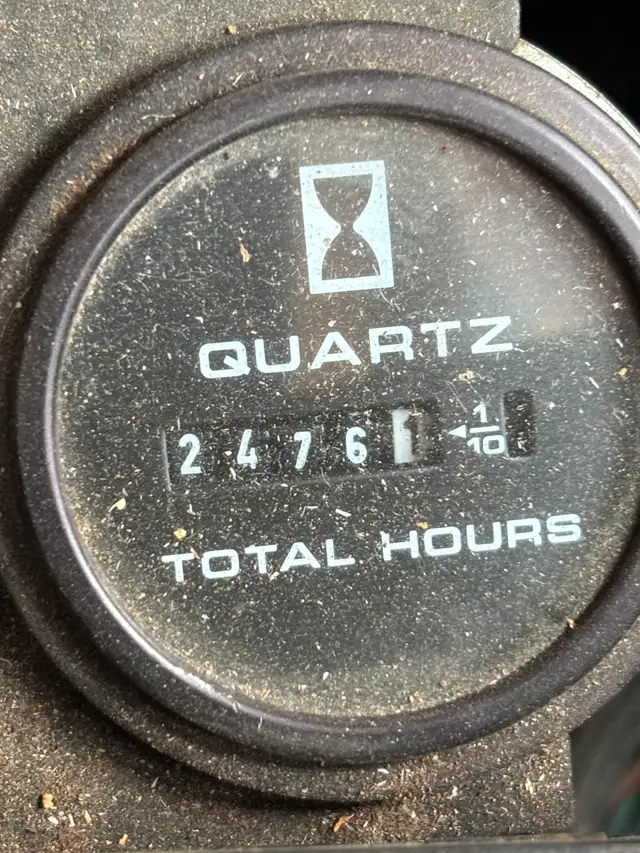 QUARTZ
24761 ◄1/10
TOTAL HOURS